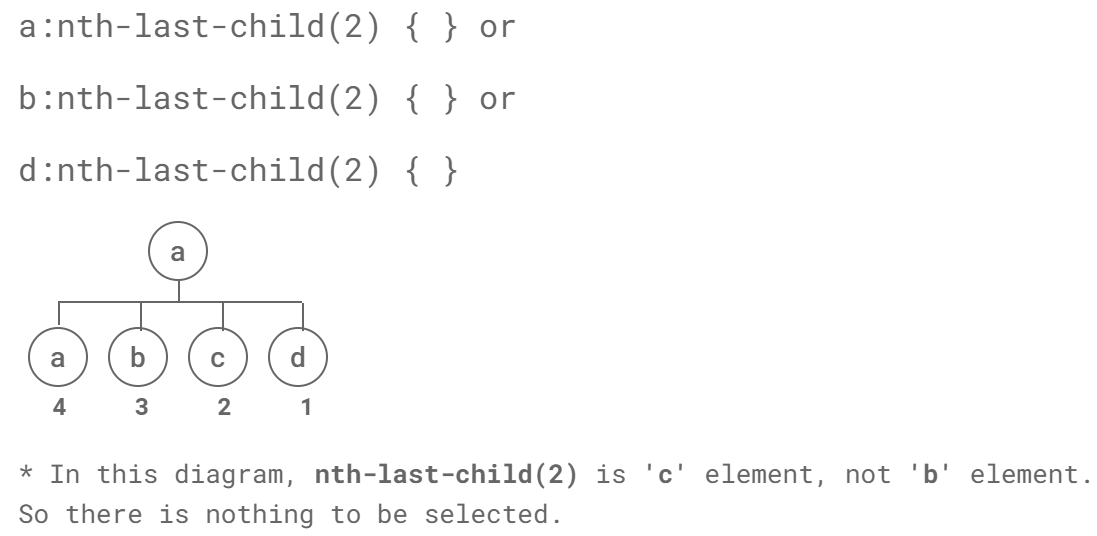 a:nth-last-child(2) { } or
b:nth-last-child(2) { } or
d:nth-last-child(2) { }
a
a b c d
4 3 2 1
* In this diagram, nth-last-child(2) is 'c' element, not 'b' element.
So there is nothing to be selected.